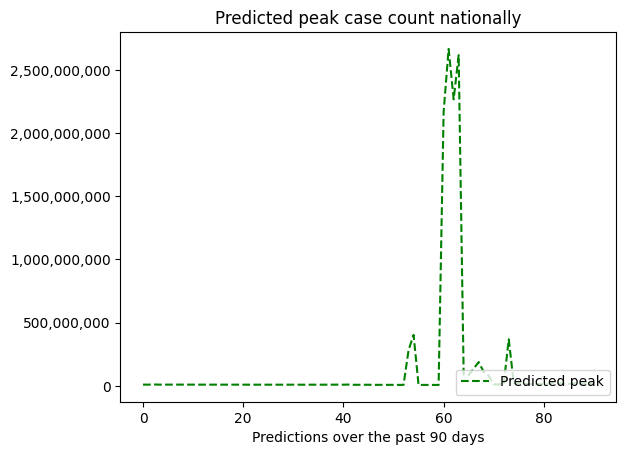 Predicted peak case count nationally
2,500,000,000
2,000,000,000
1,500,000,000
1,000,000,000
500,000,000
0
Predicted peak
0 20 40 60 80
Predictions over the past 90 days